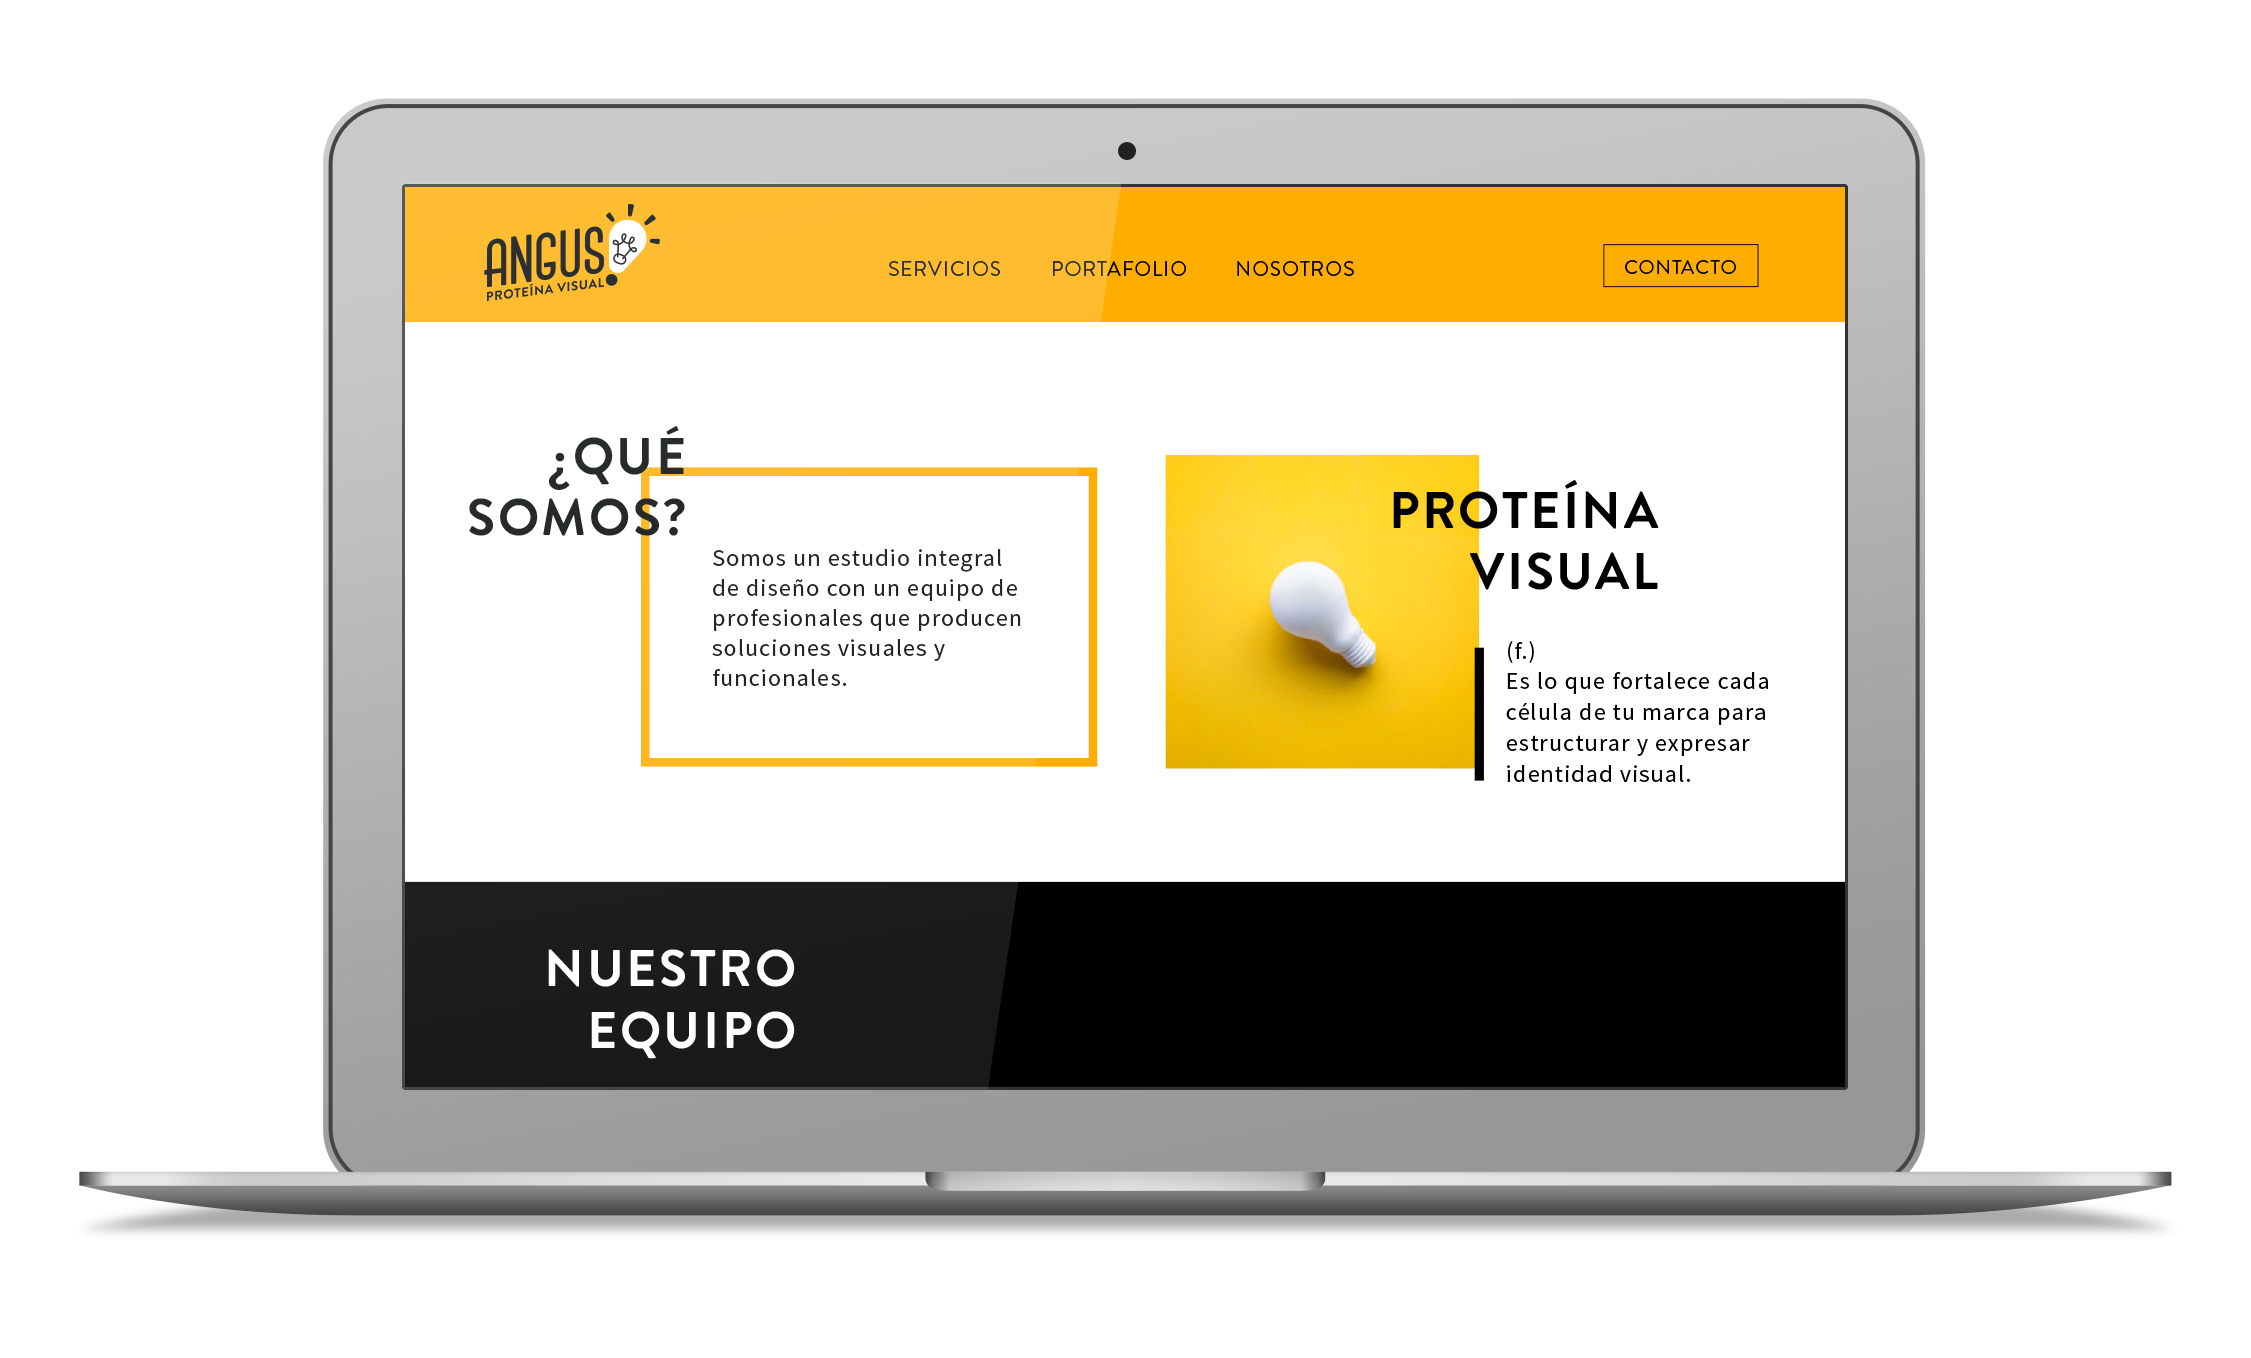 ANGUS
PROTEÍNA VISUAL
SERVICIOS
PORTAFOLIO
NOSOTROS
CONTACTO
¿QUÉ
SOMOS?
Somos un estudio integral
de diseño con un equipo de
profesionales que producen
soluciones visuales y
funcionales.
PROTEÍNA
VISUAL
(f.)
Es lo que fortalece cada
célula de tu marca para
estructurar y expresar
identidad visual.
NUESTRO
EQUIPO